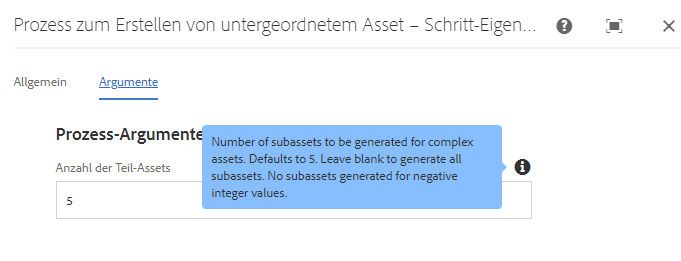 Prozess zum Erstellen von untergeordnetem Asset – Schritt-Eigen...
Allgemein
Argumente
Prozess-Argumente
Number of subassets to be generated for complex
assets. Defaults to 5. Leave blank to generate all
subassets. No subassets generated for negative
integer values.
Anzahl der Teil-Assets
5